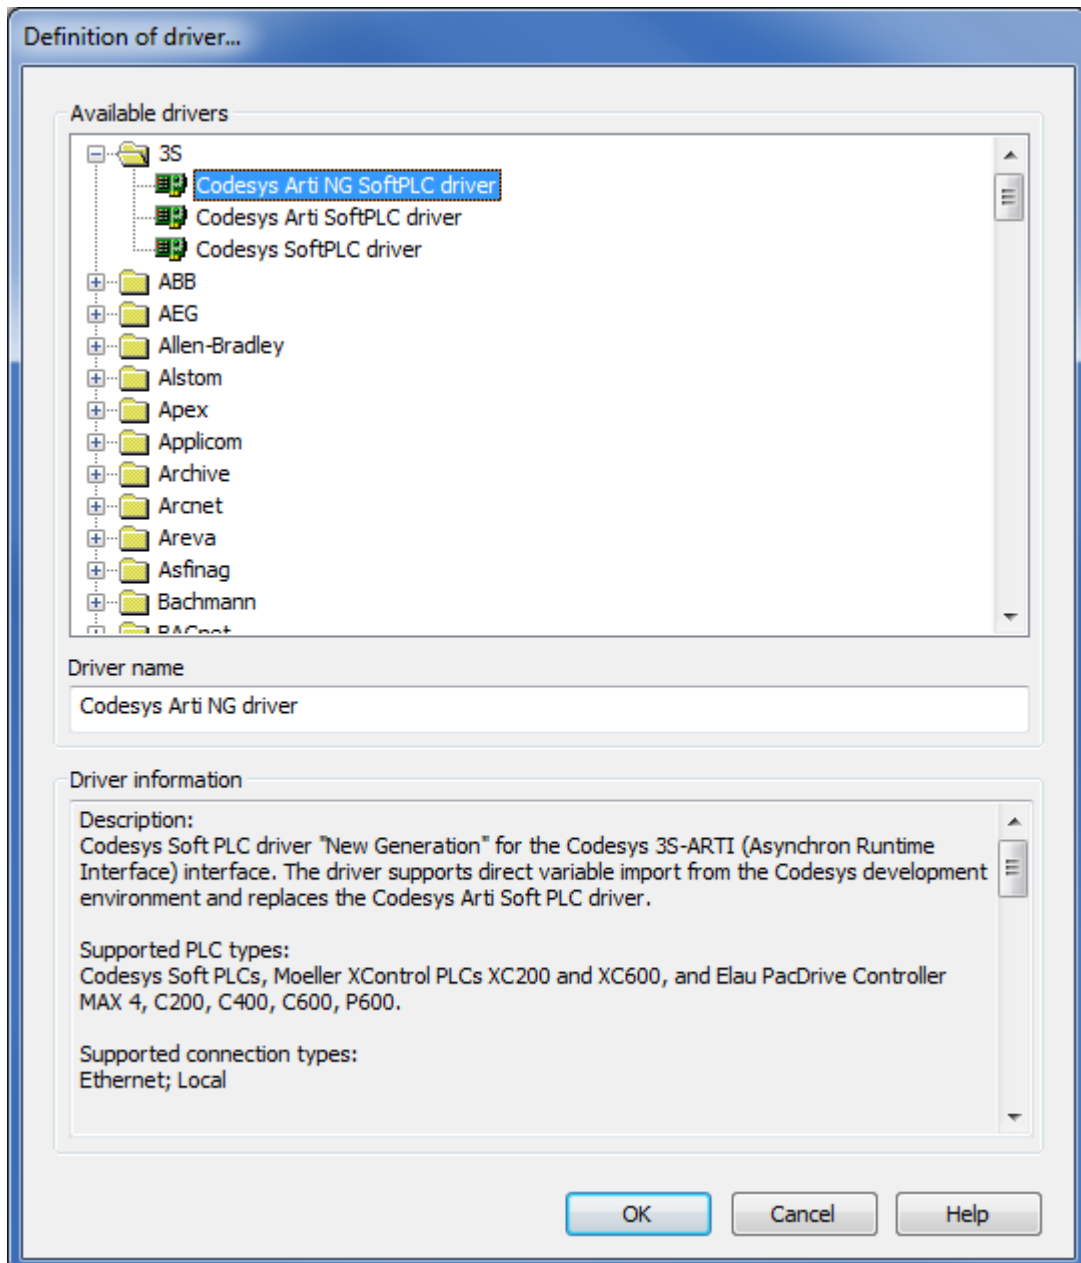 Definition of driver...
Available drivers
3S
Codesys Arti NG SoftPLC driver
Codesys Arti SoftPLC driver
Codesys SoftPLC driver
ABB
AEG
Allen-Bradley
Alstom
Apex
Applicom
Archive
Arcnet
Areva
Asfinag
Bachmann
BACnet
Driver name
Codesys Arti NG driver
Driver information
Description:
Codesys Soft PLC driver "New Generation" for the Codesys 3S-ARTI (Asynchron Runtime
Interface) interface. The driver supports direct variable import from the Codesys development
environment and replaces the Codesys Arti Soft PLC driver.
Supported PLC types:
Codesys Soft PLCs, Moeller XControl PLCs XC200 and XC600, and Elau PacDrive Controller
MAX 4, C200, C400, C600, P600.
Supported connection types:
Ethernet; Local
OK Cancel Help